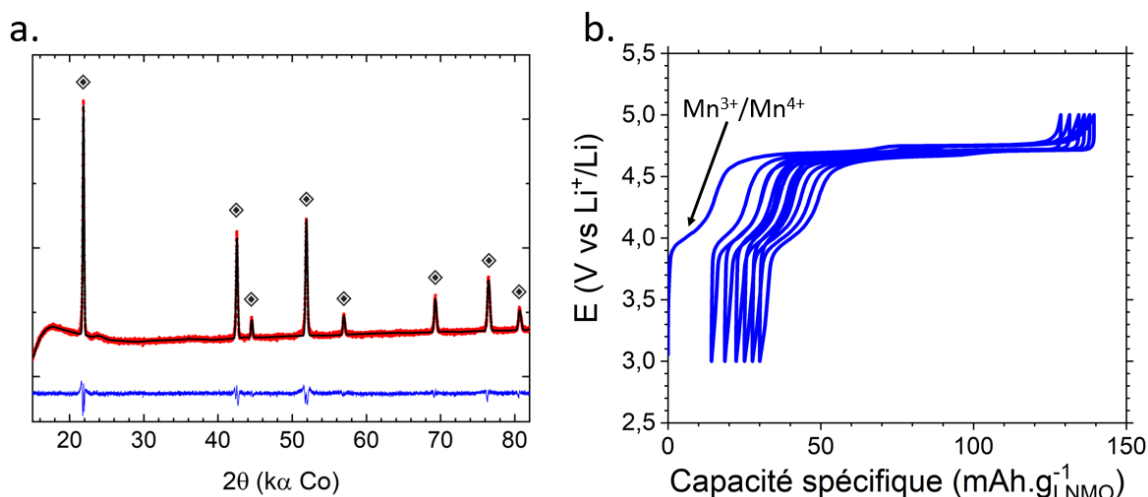 a.
20 30 40 50 60 70 80
2θ (kα Co)
b.
5,5
5,0
4,5
4,0
3,5
3,0
2,5
E (V vs Li⁺/Li)
Mn³⁺/Mn⁴⁺
0 50 100 150
Capacité spécifique (mAh.g⁻¹LNMO)